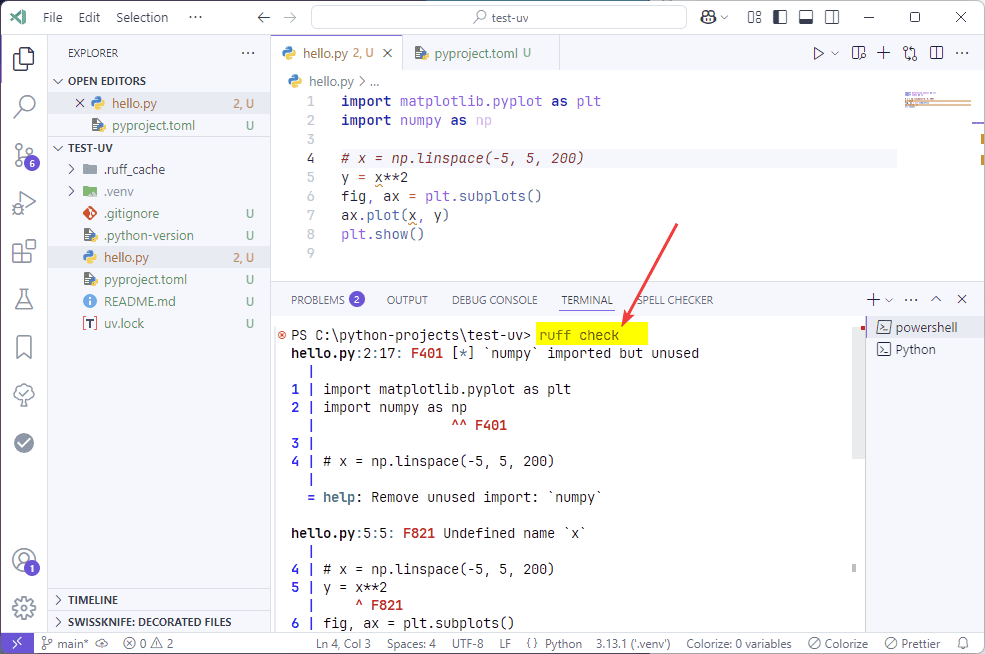 File Edit Selection ··· test-uv
EXPLORER ···
OPEN EDITORS
hello.py 2, U
pyproject.toml U
TEST-UV
.ruff_cache
.venv
.gitignore U
.python-version U
hello.py 2, U
pyproject.toml U
README.md U
uv.lock U
TIMELINE
SWISSKNIFE: DECORATED FILES
6
1
hello.py 2, U pyproject.toml U
hello.py > ...
1 import matplotlib.pyplot as plt
2 import numpy as np
3
4 # x = np.linspace(-5, 5, 200)
5 y = x**2
6 fig, ax = plt.subplots()
7 ax.plot(x, y)
8 plt.show()
9
PROBLEMS 2 OUTPUT DEBUG CONSOLE TERMINAL SPELL CHECKER
PS C:\python-projects\test-uv> ruff check
hello.py:2:17: F401 [*] `numpy` imported but unused
|
1 | import matplotlib.pyplot as plt
2 | import numpy as np
| ^^ F401
3 |
4 | # x = np.linspace(-5, 5, 200)
|
= help: Remove unused import: `numpy`
hello.py:5:5: F821 Undefined name `x`
|
4 | # x = np.linspace(-5, 5, 200)
5 | y = x**2
| ^ F821
6 | fig, ax = plt.subplots()
powershell
Python
main* 0 2 Ln 4, Col 3 Spaces: 4 UTF-8 LF { } Python 3.13.1 ('.venv') Colorize: 0 variables Colorize Prettier